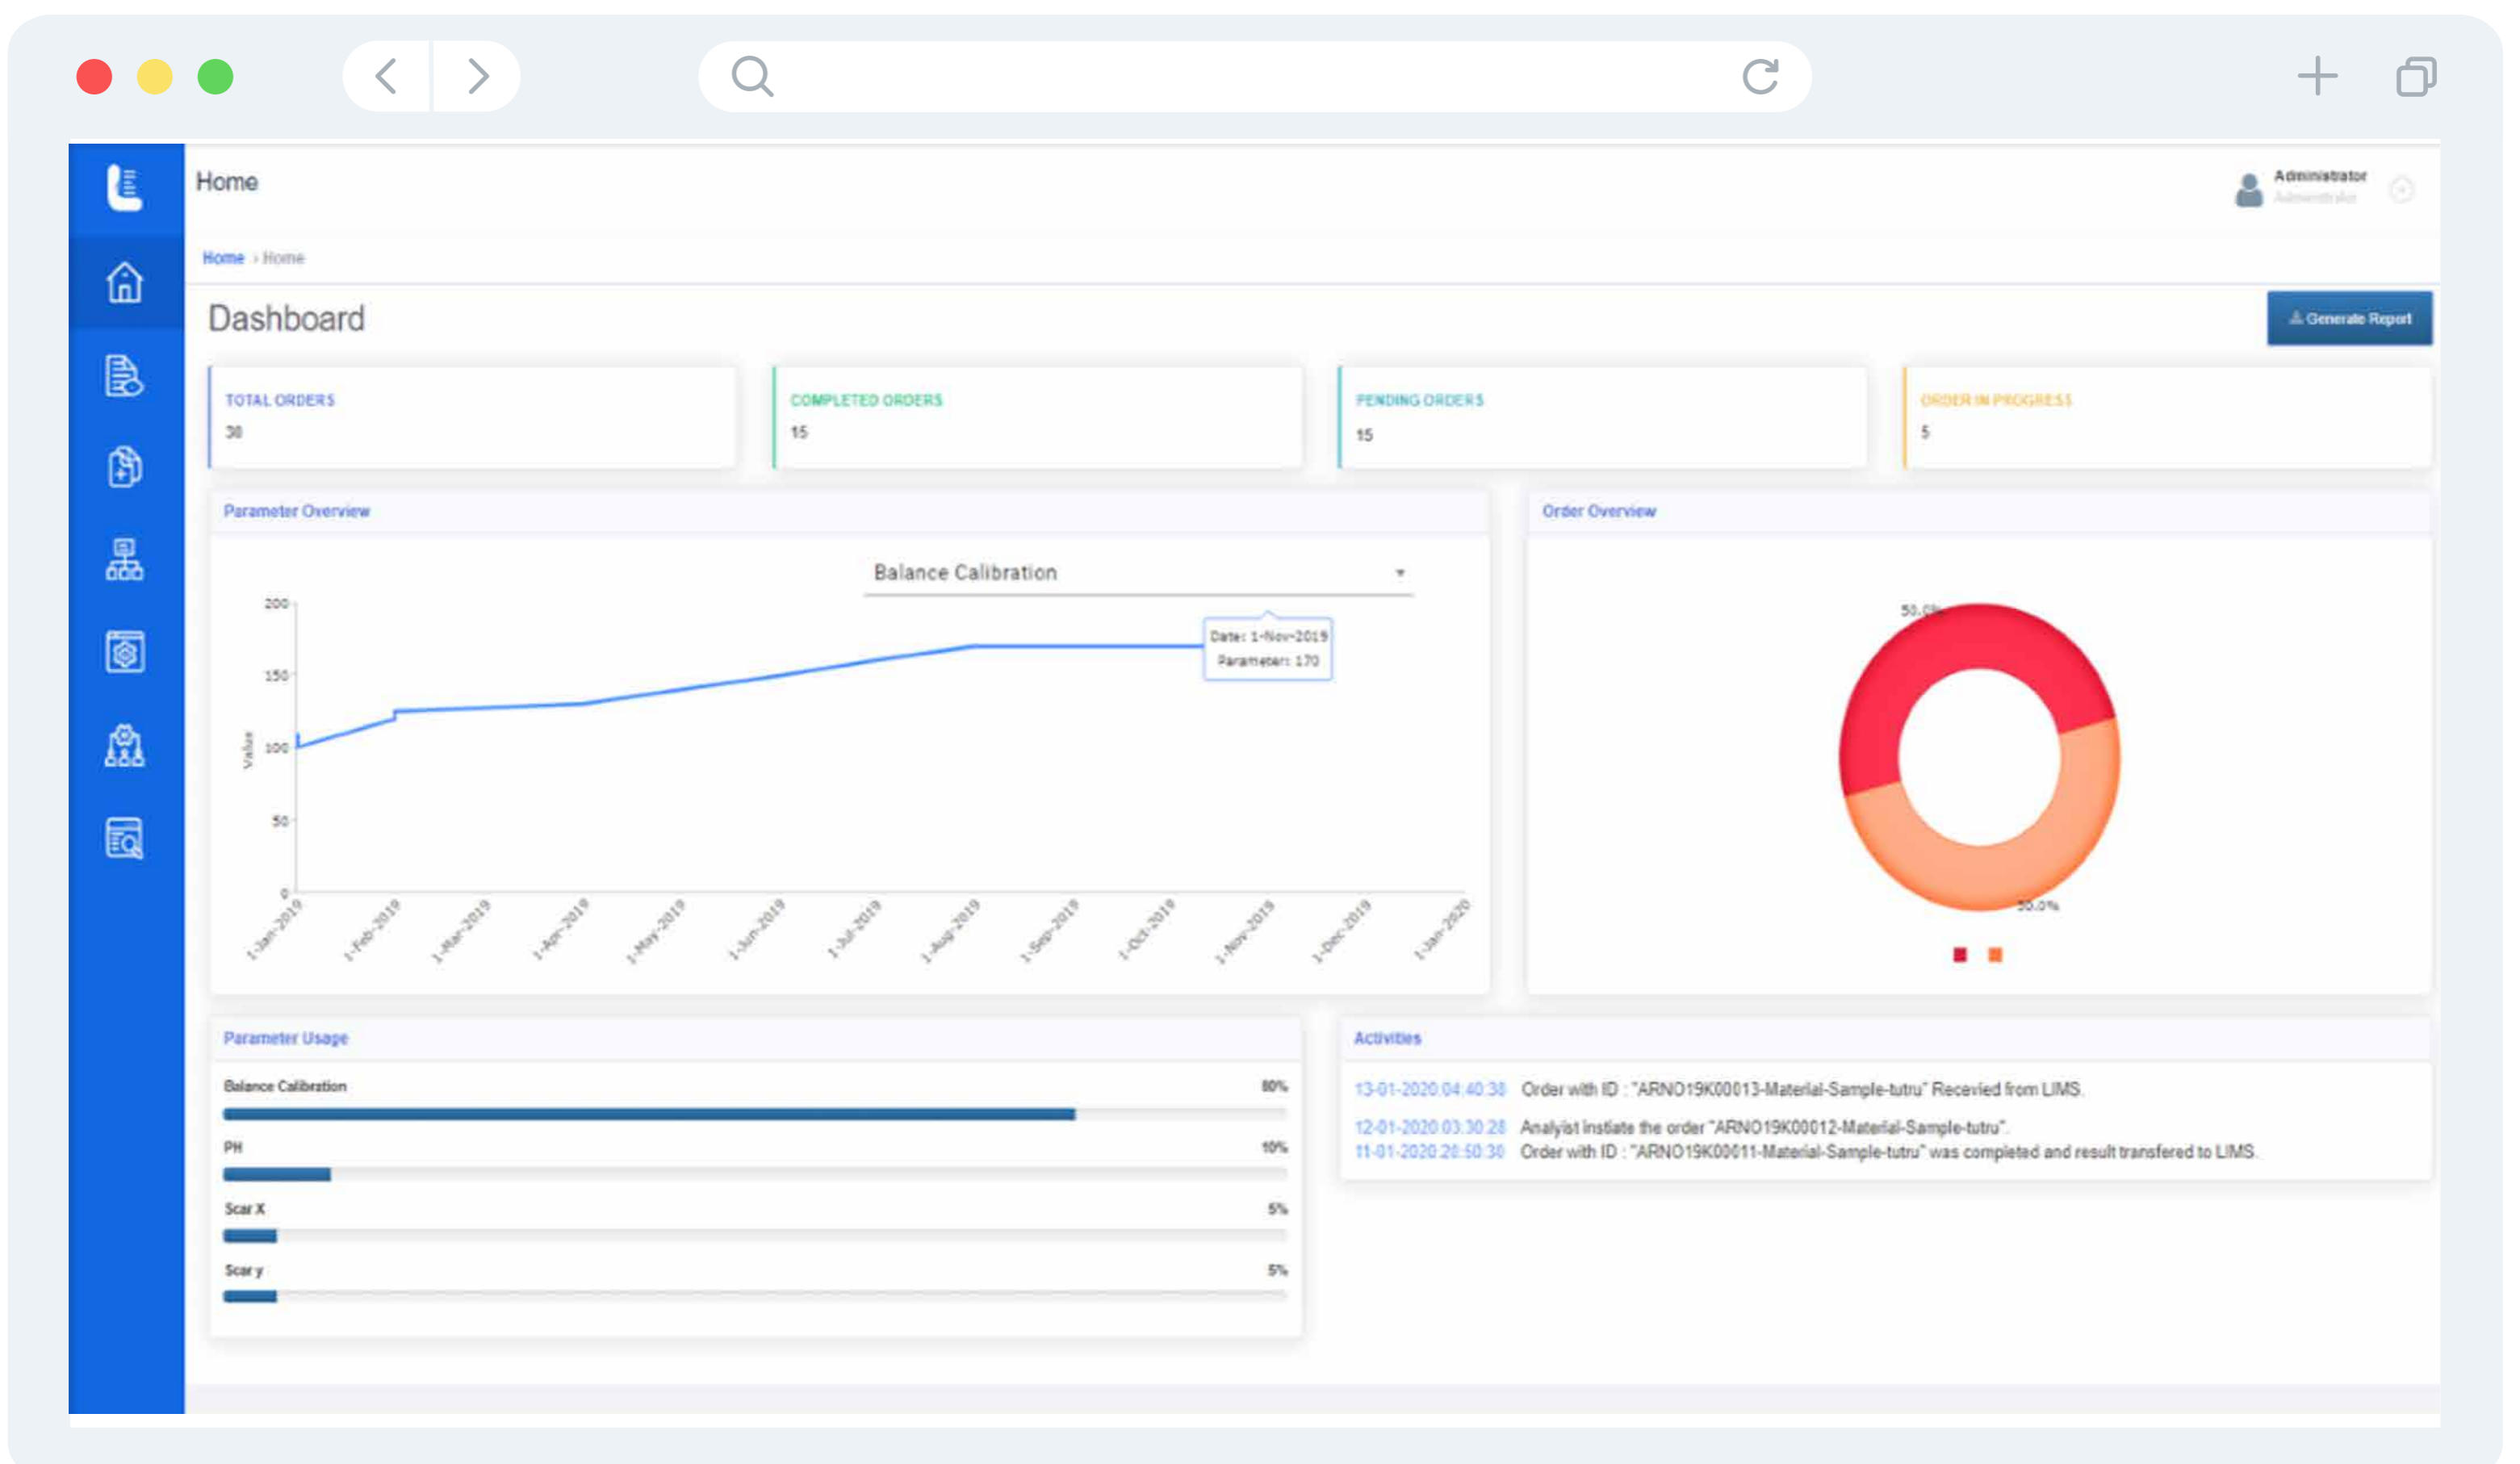 Home
Administrator
Administrator
Home › Home
Dashboard
Generate Report
TOTAL ORDERS
30
COMPLETED ORDERS
15
PENDING ORDERS
15
ORDER IN PROGRESS
5
Parameter Overview
Balance Calibration
200
150
100
50
0
Value
Date: 1-Nov-2019
Parameter: 170
1-Jan-2019
1-Feb-2019
1-Mar-2019
1-Apr-2019
1-May-2019
1-Jun-2019
1-Jul-2019
1-Aug-2019
1-Sep-2019
1-Oct-2019
1-Nov-2019
1-Dec-2019
1-Jan-2020
Order Overview
50.0%
50.0%
Parameter Usage
Balance Calibration 80%
PH 10%
Scar X 5%
Scar y 5%
Activities
13-01-2020:04:40:38 Order with ID : "ARNO19K00013-Material-Sample-tutru" Recevied from LIMS.
12-01-2020:03:30:28 Analyist instiate the order "ARNO19K00012-Material-Sample-tutru".
11-01-2020:20:50:30 Order with ID : "ARNO19K00011-Material-Sample-tutru" was completed and result transfered to LIMS.